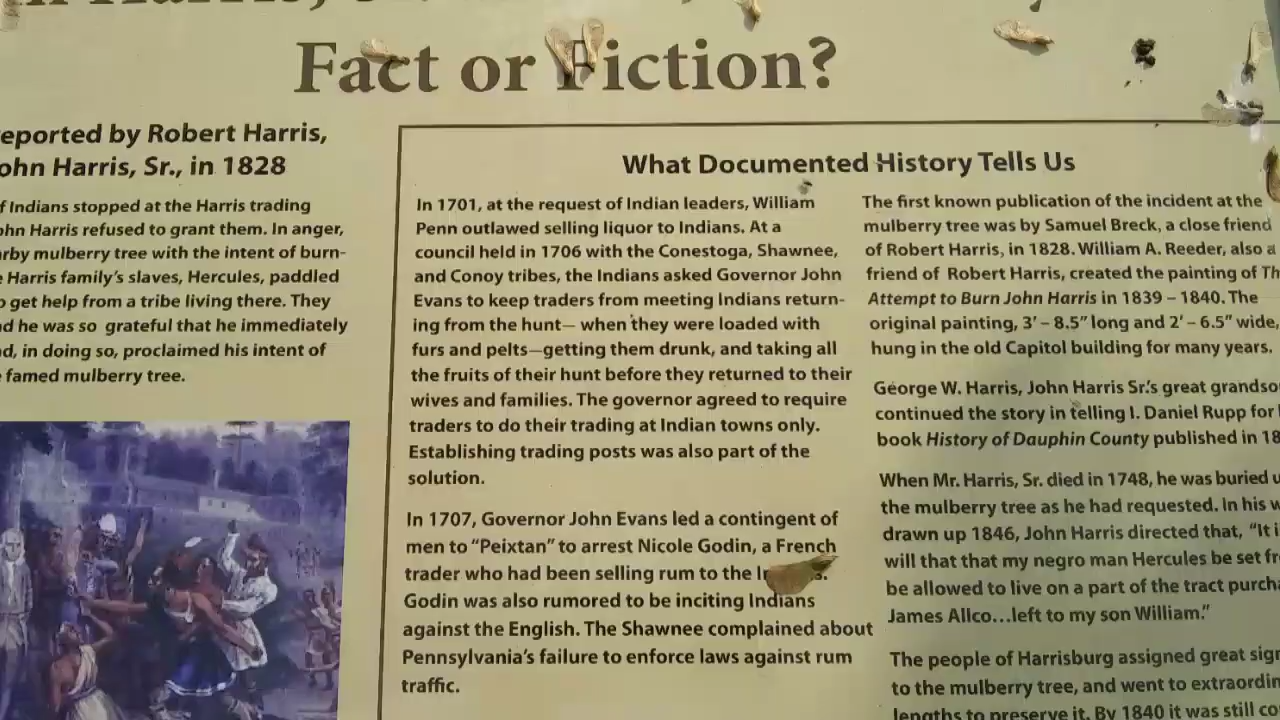 Harris,
Fact or Fiction?
eported by Robert Harris,
ohn Harris, Sr., in 1828
f Indians stopped at the Harris trading
ohn Harris refused to grant them. In anger,
arby mulberry tree with the intent of burn-
e Harris family's slaves, Hercules, paddled
o get help from a tribe living there. They
nd he was so grateful that he immediately
d, in doing so, proclaimed his intent of
e famed mulberry tree.
What Documented History Tells Us
In 1701, at the request of Indian leaders, William
Penn outlawed selling liquor to Indians. At a
council held in 1706 with the Conestoga, Shawnee,
and Conoy tribes, the Indians asked Governor John
Evans to keep traders from meeting Indians return-
ing from the hunt— when they were loaded with
furs and pelts—getting them drunk, and taking all
the fruits of their hunt before they returned to their
wives and families. The governor agreed to require
traders to do their trading at Indian towns only.
Establishing trading posts was also part of the
solution.
In 1707, Governor John Evans led a contingent of
men to "Peixtan" to arrest Nicole Godin, a French
trader who had been selling rum to the
Godin was also rumored to be inciting Indians
against the English. The Shawnee complained about
Pennsylvania's failure to enforce laws against rum
traffic.
The first known publication of the incident at the
mulberry tree was by Samuel Breck, a close friend
of Robert Harris, in 1828. William A. Reeder, also a
friend of Robert Harris, created the painting of Th
Attempt to Burn John Harris in 1839 – 1840. The
original painting, 3' – 8.5" long and 2' – 6.5" wide,
hung in the old Capitol building for many years.
George W. Harris, John Harris Sr.'s great grandso
continued the story in telling I. Daniel Rupp for
book History of Dauphin County published in 18
When Mr. Harris, Sr. died in 1748, he was buried u
the mulberry tree as he had requested. In his w
drawn up 1846, John Harris directed that, "It i
will that that my negro man Hercules be set fr
be allowed to live on a part of the tract purch
James Allco...left to my son William."
The people of Harrisburg assigned great sign
to the mulberry tree, and went to extraordin
lengths to preserve it. By 1840 it was still co